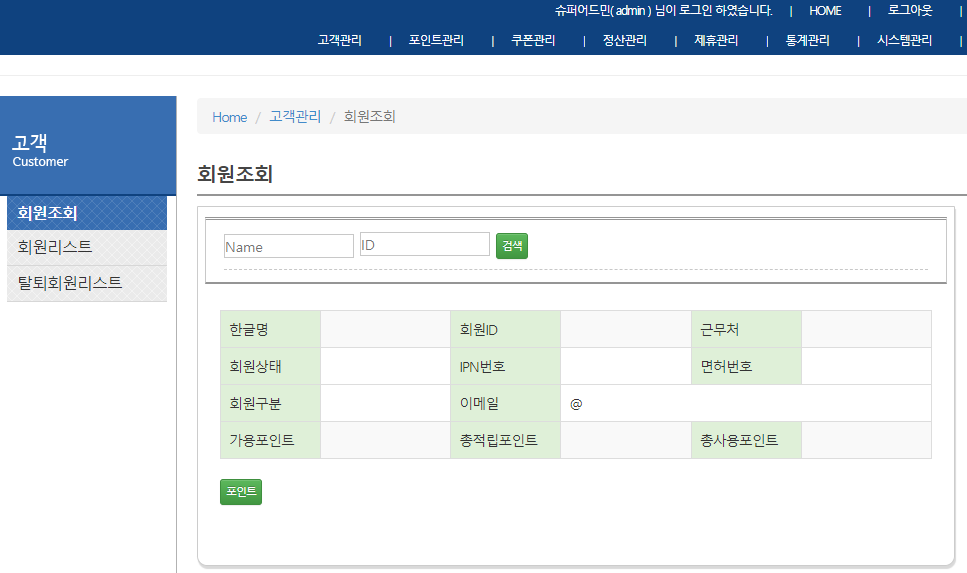 슈퍼어드민( admin ) 님이 로그인 하였습니다. | HOME | 로그아웃 |
고객관리 | 포인트관리 | 쿠폰관리 | 정산관리 | 제휴관리 | 통계관리 | 시스템관리 |
고객
Customer
회원조회
회원리스트
탈퇴회원리스트
Home / 고객관리 / 회원조회
회원조회
Name ID 검색
한글명 회원ID 근무처
회원상태 IPN번호 면허번호
회원구분 이메일 @
가용포인트 총적립포인트 총사용포인트
포인트